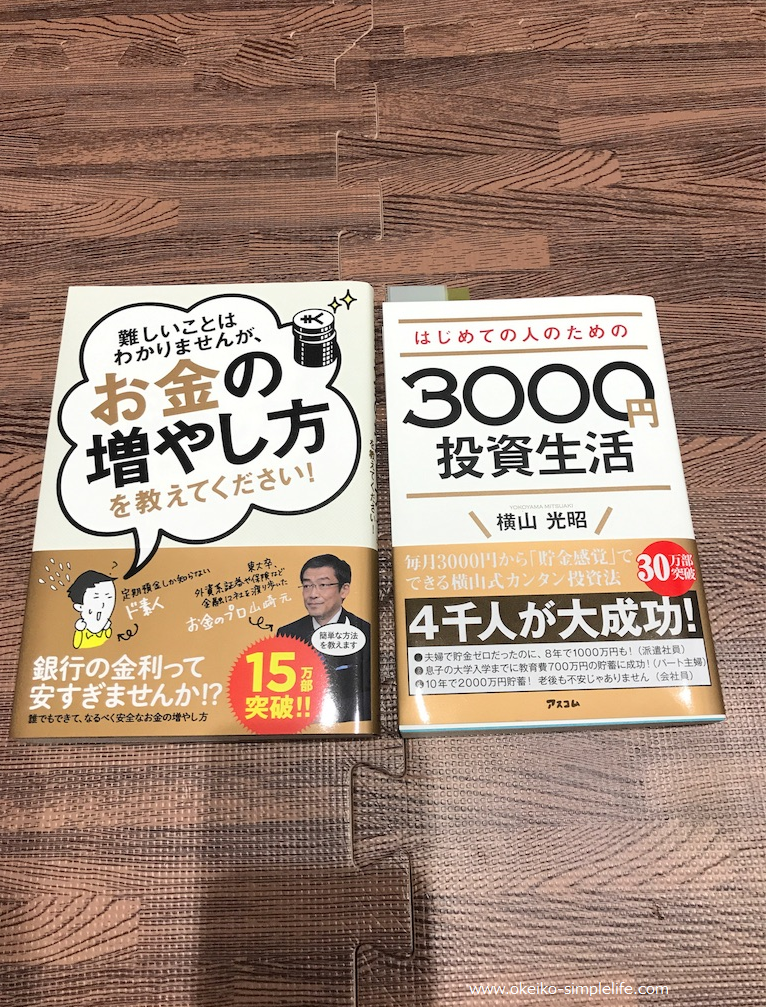 難しいことは
わかりませんが、
お金の
増やし方
を教えてください!
定期預金しか知らない
ド素人
東大卒、
外資系証券や保険など
金融に12社を渡り歩いた
お金のプロ山崎元
簡単な方法
を教えます
銀行の金利って
安すぎませんか!?
誰でもできて、なるべく安全なお金の増やし方
15万部
突破!!
を教えてください!
はじめての人のための
3000円
投資生活
YOKOYAMA MITSUAKI
横山 光昭
毎月3000円から「貯金感覚」で
できる横山式カンタン投資法
30万部
突破
4千人が大成功!
夫婦で貯金ゼロだったのに、8年で1000万円も!(派遣社員)
息子の大学入学までに教育費700万円の貯蓄に成功!(パート主婦)
10年で2000万円貯蓄! 老後も不安じゃありません(会社員)
アスコム
www.okeiko-simplelife.com